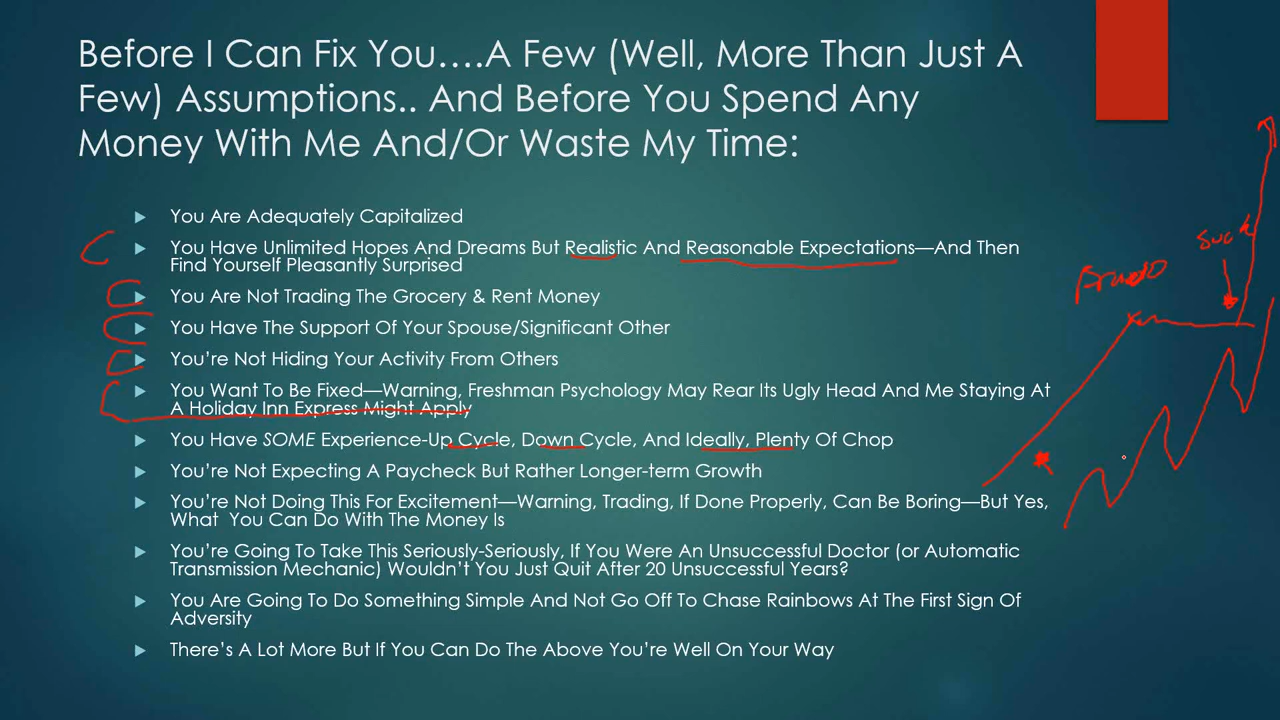 Before I Can Fix You….A Few (Well, More Than Just A
Few) Assumptions.. And Before You Spend Any
Money With Me And/Or Waste My Time:
You Are Adequately Capitalized
You Have Unlimited Hopes And Dreams But Realistic And Reasonable Expectations—And Then
Find Yourself Pleasantly Surprised
You Are Not Trading The Grocery & Rent Money
You Have The Support Of Your Spouse/Significant Other
You're Not Hiding Your Activity From Others
You Want To Be Fixed—Warning, Freshman Psychology May Rear Its Ugly Head And Me Staying At
A Holiday Inn Express Might Apply
You Have SOME Experience-Up Cycle, Down Cycle, And Ideally, Plenty Of Chop
You're Not Expecting A Paycheck But Rather Longer-term Growth
You're Not Doing This For Excitement—Warning, Trading, If Done Properly, Can Be Boring—But Yes,
What You Can Do With The Money Is
You're Going To Take This Seriously-Seriously, If You Were An Unsuccessful Doctor (or Automatic
Transmission Mechanic) Wouldn't You Just Quit After 20 Unsuccessful Years?
You Are Going To Do Something Simple And Not Go Off To Chase Rainbows At The First Sign Of
Adversity
There's A Lot More But If You Can Do The Above You're Well On Your Way